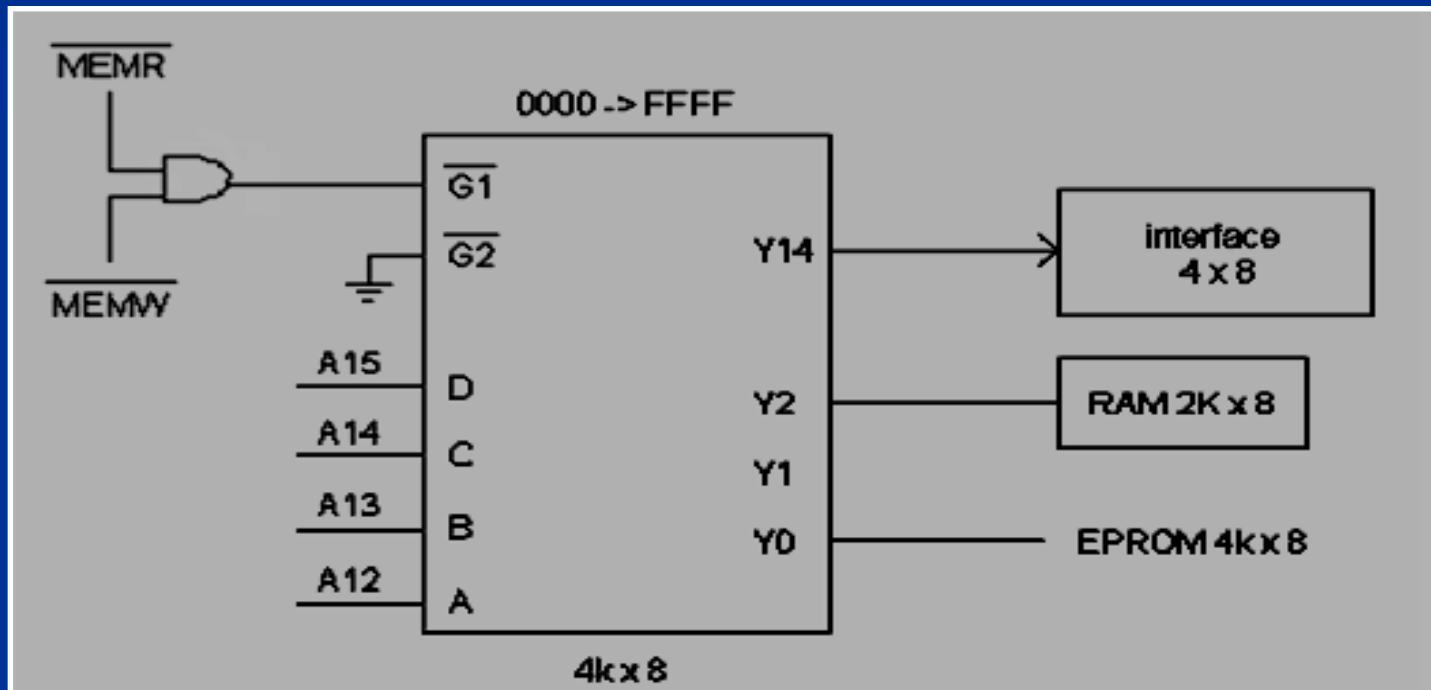 MEMR
0000 -> FFFF
G1
G2
MEMW
Y14
interface
4 x 8
A15
D
Y2
RAM 2K x 8
A14
C
Y1
A13
B
Y0
EPROM 4k x 8
A12
A
4k x 8